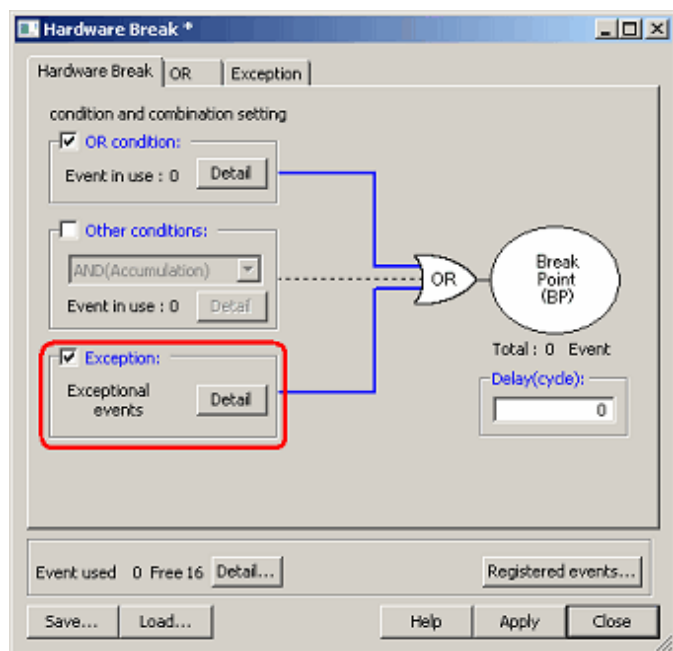 Hardware Break *
Hardware Break OR Exception
condition and combination setting
OR condition:
Event in use : 0 Detail
Other conditions:
AND(Accumulation)
Event in use : 0 Detail
Exception:
Exceptional
events
Detail
OR
Break
Point
(BP)
Total : 0 Event
Delay(cycle):
0
Event used 0 Free 16 Detail... Registered events...
Save... Load... Help Apply Close